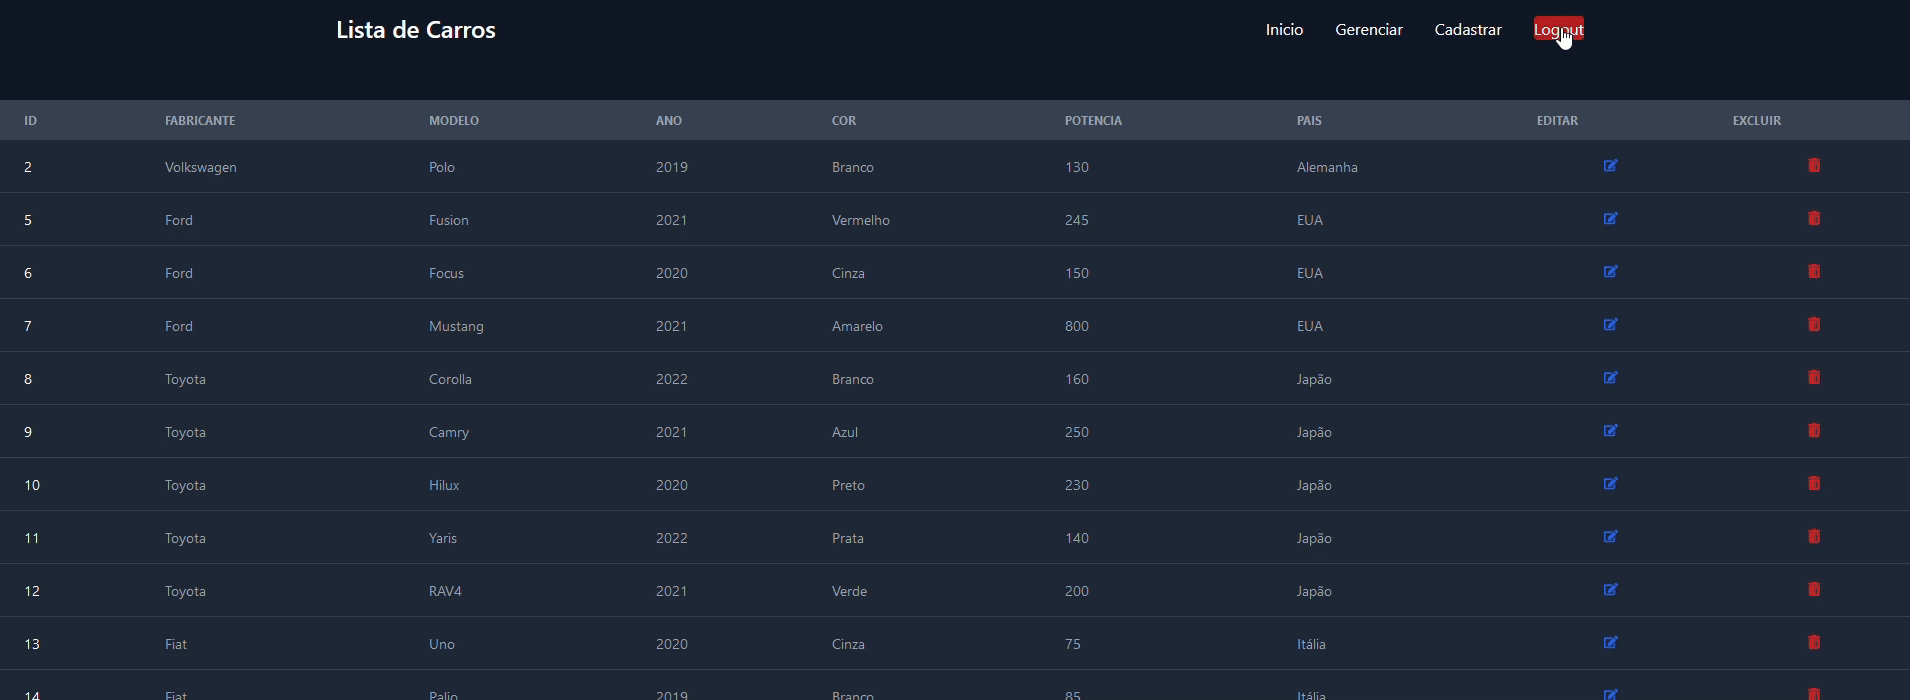 Lista de Carros Inicio Gerenciar Cadastrar Logout
ID FABRICANTE MODELO ANO COR POTENCIA PAIS EDITAR EXCLUIR
2 Volkswagen Polo 2019 Branco 130 Alemanha
5 Ford Fusion 2021 Vermelho 245 EUA
6 Ford Focus 2020 Cinza 150 EUA
7 Ford Mustang 2021 Amarelo 800 EUA
8 Toyota Corolla 2022 Branco 160 Japão
9 Toyota Camry 2021 Azul 250 Japão
10 Toyota Hilux 2020 Preto 230 Japão
11 Toyota Yaris 2022 Prata 140 Japão
12 Toyota RAV4 2021 Verde 200 Japão
13 Fiat Uno 2020 Cinza 75 Itália
14 Fiat Palio 2019 Branco 85 Itália